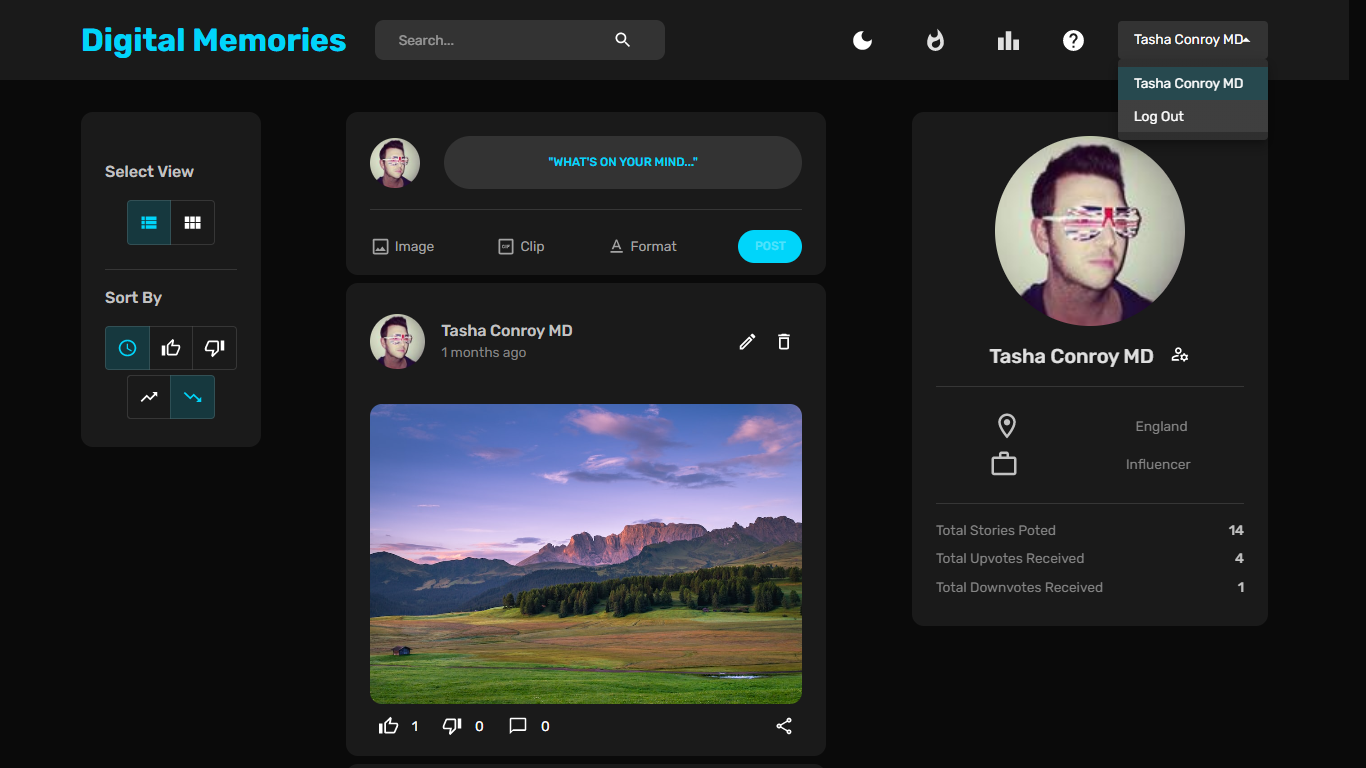 Digital Memories
Search...
Tasha Conroy MD
Tasha Conroy MD
Log Out
Select View
Sort By
"WHAT'S ON YOUR MIND..."
Image
GIF
Clip
Format
POST
Tasha Conroy MD
1 months ago
1
0
0
Tasha Conroy MD
England
Influencer
Total Stories Poted 14
Total Upvotes Received 4
Total Downvotes Received 1